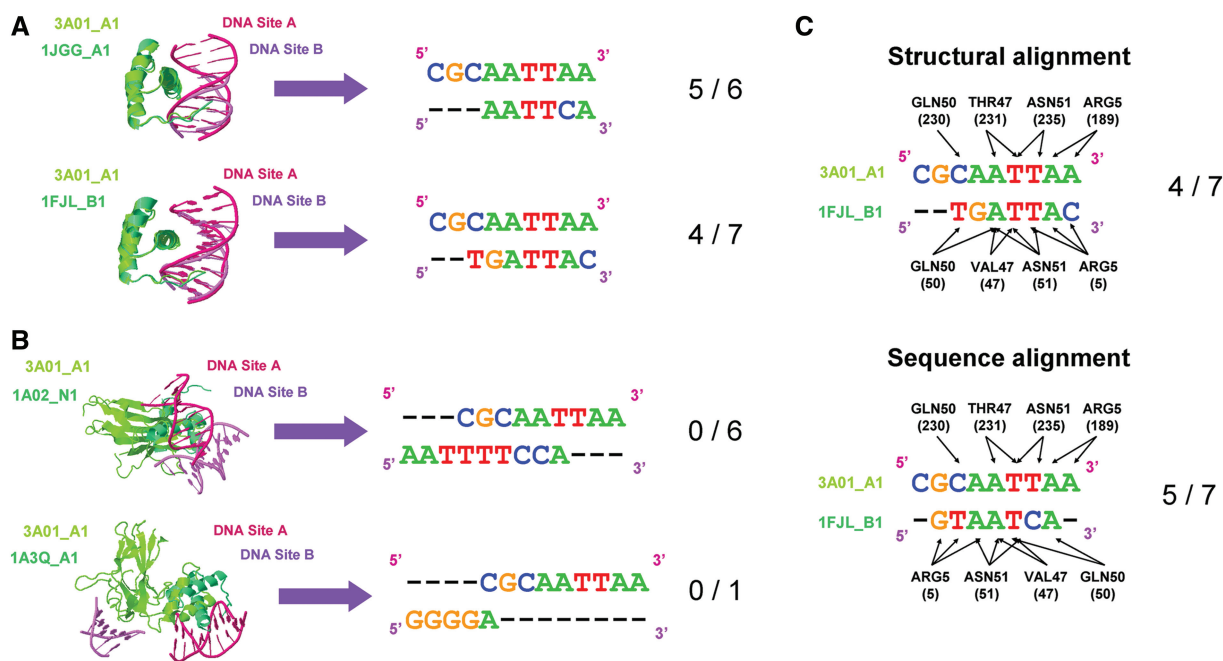 A
3A01_A1
1JGG_A1
DNA Site A
DNA Site B
5’ 3’
CGCAATTAA
---AATTCA
5’ 3’
5 / 6
3A01_A1
1FJL_B1
DNA Site A
DNA Site B
5’ 3’
CGCAATTAA
--TGATTAC
5’ 3’
4 / 7
B
3A01_A1
1A02_N1
DNA Site A
DNA Site B
5’ 3’
---CGCAATTAA
AATTTTCCA---
5’ 3’
0 / 6
3A01_A1
1A3Q_A1
DNA Site A
DNA Site B
5’ 3’
----CGCAATTAA
GGGGA--------
5’ 3’
0 / 1
C
Structural alignment
GLN50 THR47 ASN51 ARG5
(230) (231) (235) (189)
5’ 3’
3A01_A1 CGCAATTAA
1FJL_B1 --TGATTAC
5’ 3’
GLN50 VAL47 ASN51 ARG5
(50) (47) (51) (5)
4 / 7
Sequence alignment
GLN50 THR47 ASN51 ARG5
(230) (231) (235) (189)
5’ 3’
3A01_A1 CGCAATTAA
1FJL_B1 -GTAATCA-
5’ 3’
ARG5 ASN51 VAL47 GLN50
(5) (51) (47) (50)
5 / 7